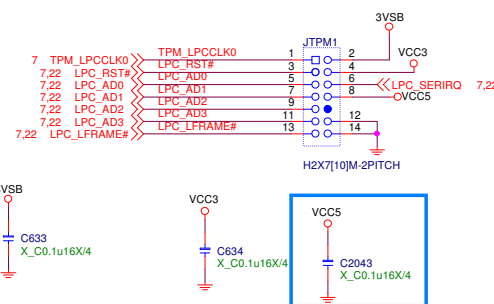 3VSB
JTPM1
VCC3
7 TPM_LPCCLK0 TPM_LPCCLK0 1 2
7,22 LPC_RST# LPC_RST# 3 4
7,22 LPC_AD0 LPC_AD0 5 6 LPC_SERIRQ 7,22
7,22 LPC_AD1 LPC_AD1 7 8 VCC5
7,22 LPC_AD2 LPC_AD2 9
7,22 LPC_AD3 LPC_AD3 11 12
7,22 LPC_LFRAME# LPC_LFRAME# 13 14
H2X7[10]M-2PITCH
VSB
VCC3
VCC5
C633
X_C0.1u16X/4
C634
X_C0.1u16X/4
C2043
X_C0.1u16X/4